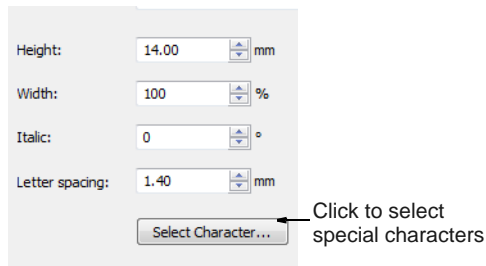 Height: 14.00 mm
Width: 100 %
Italic: 0 °
Letter spacing: 1.40 mm
Select Character...
Click to select
special characters